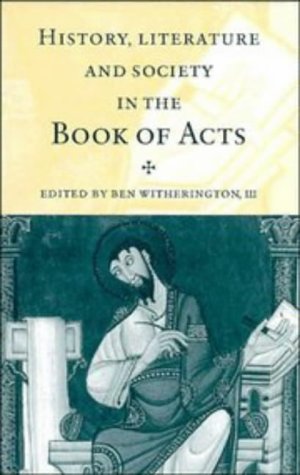 History, literature
and society
in the
Book of Acts
edited by Ben Witherington, III